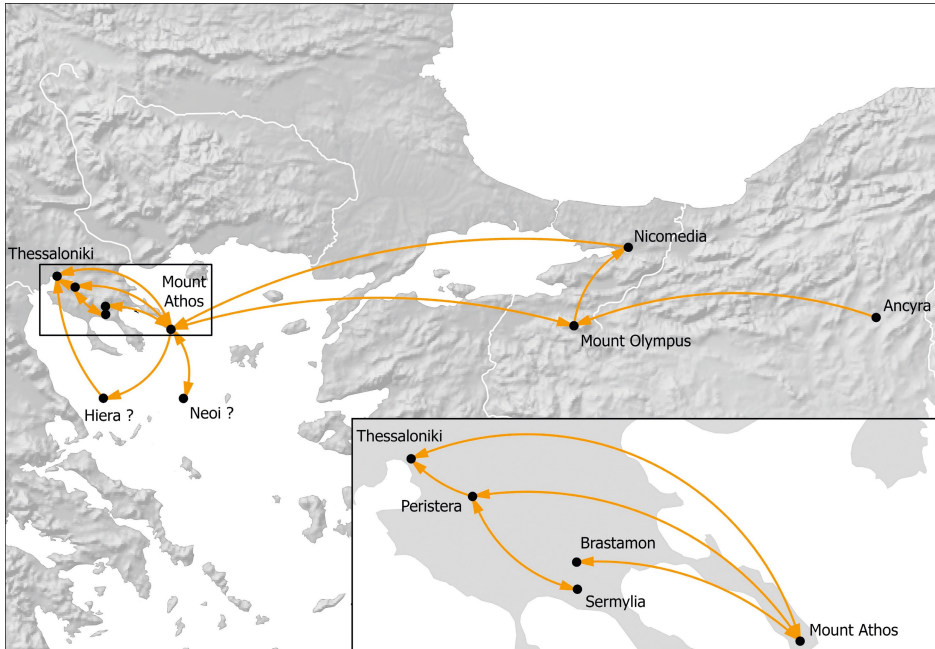 Nicomedia
Thessaloniki
Mount
Athos
Ancyra
Mount Olympus
Hiera ?
Neoi ?
Thessaloniki
Peristera
Brastamon
Sermylia
Mount Athos